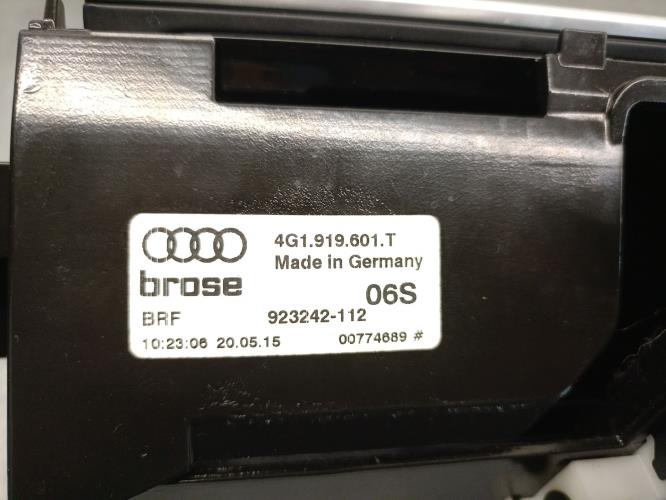 4G1.919.601.T
Made in Germany
brose
06S
BRF 923242-112
10:23:06 20.05.15 00774689 #